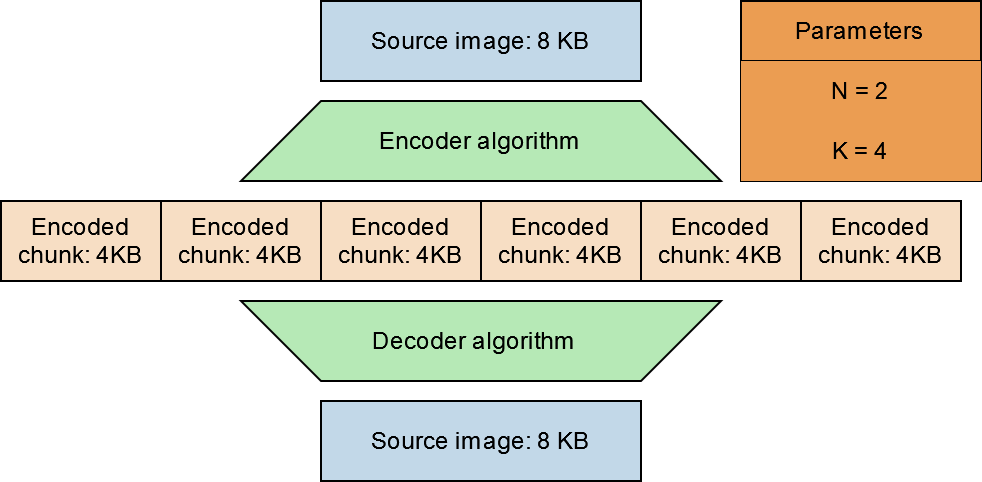 Source image: 8 KB
Parameters
N = 2
K = 4
Encoder algorithm
Encoded
chunk: 4KB
Encoded
chunk: 4KB
Encoded
chunk: 4KB
Encoded
chunk: 4KB
Encoded
chunk: 4KB
Encoded
chunk: 4KB
Decoder algorithm
Source image: 8 KB